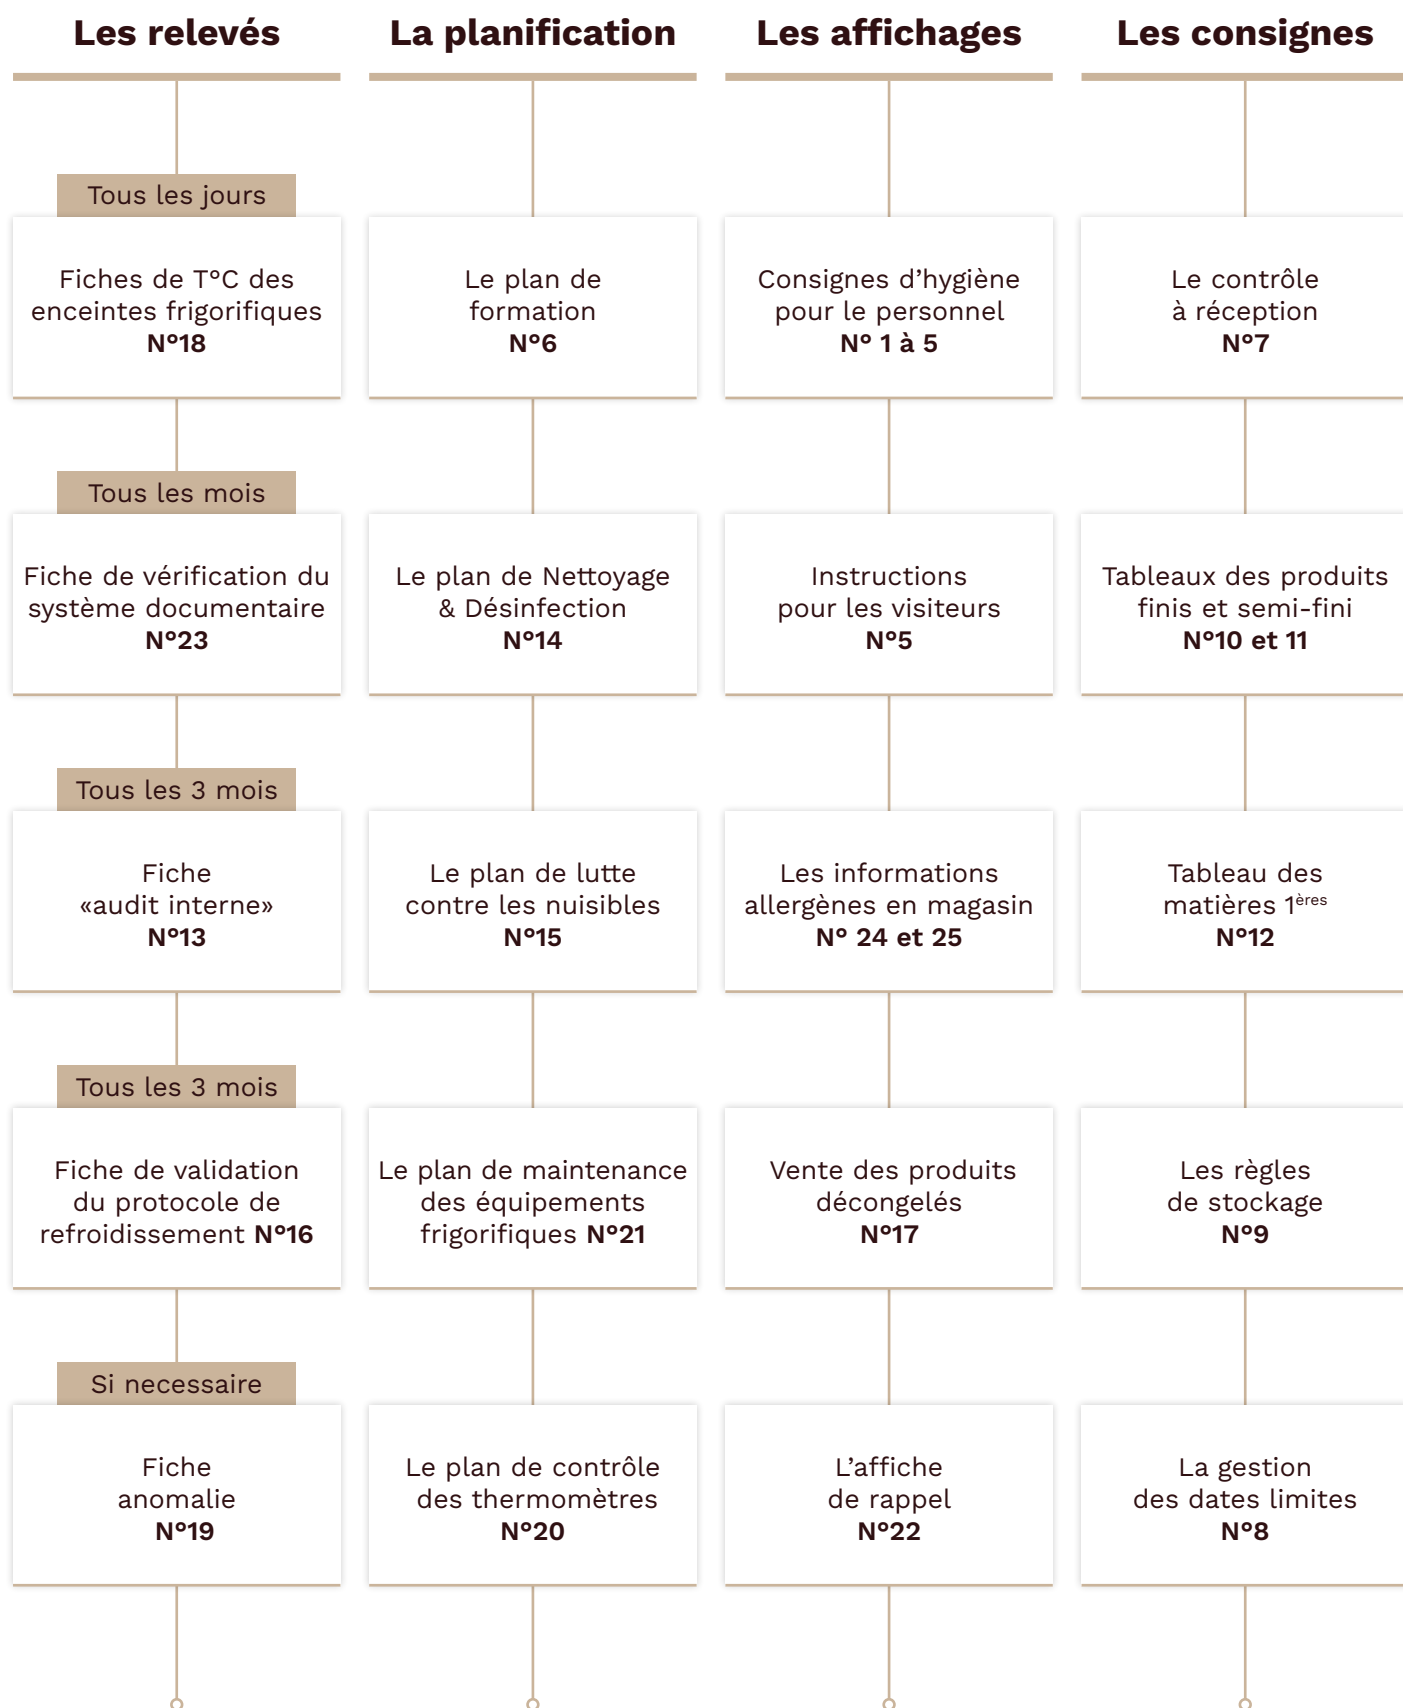 Les relevés
Tous les jours
Fiches de T°C des
enceintes frigorifiques
N°18
Tous les mois
Fiche de vérification du
système documentaire
N°23
Tous les 3 mois
Fiche
«audit interne»
N°13
Tous les 3 mois
Fiche de validation
du protocole de
refroidissement N°16
Si necessaire
Fiche
anomalie
N°19
La planification
Le plan de
formation
N°6
Le plan de Nettoyage
& Désinfection
N°14
Le plan de lutte
contre les nuisibles
N°15
Le plan de maintenance
des équipements
frigorifiques N°21
Le plan de contrôle
des thermomètres
N°20
Les affichages
Consignes d’hygiène
pour le personnel
N° 1 à 5
Instructions
pour les visiteurs
N°5
Les informations
allergènes en magasin
N° 24 et 25
Vente des produits
décongelés
N°17
L’affiche
de rappel
N°22
Les consignes
Le contrôle
à réception
N°7
Tableaux des produits
finis et semi-fini
N°10 et 11
Tableau des
matières 1ères
N°12
Les règles
de stockage
N°9
La gestion
des dates limites
N°8